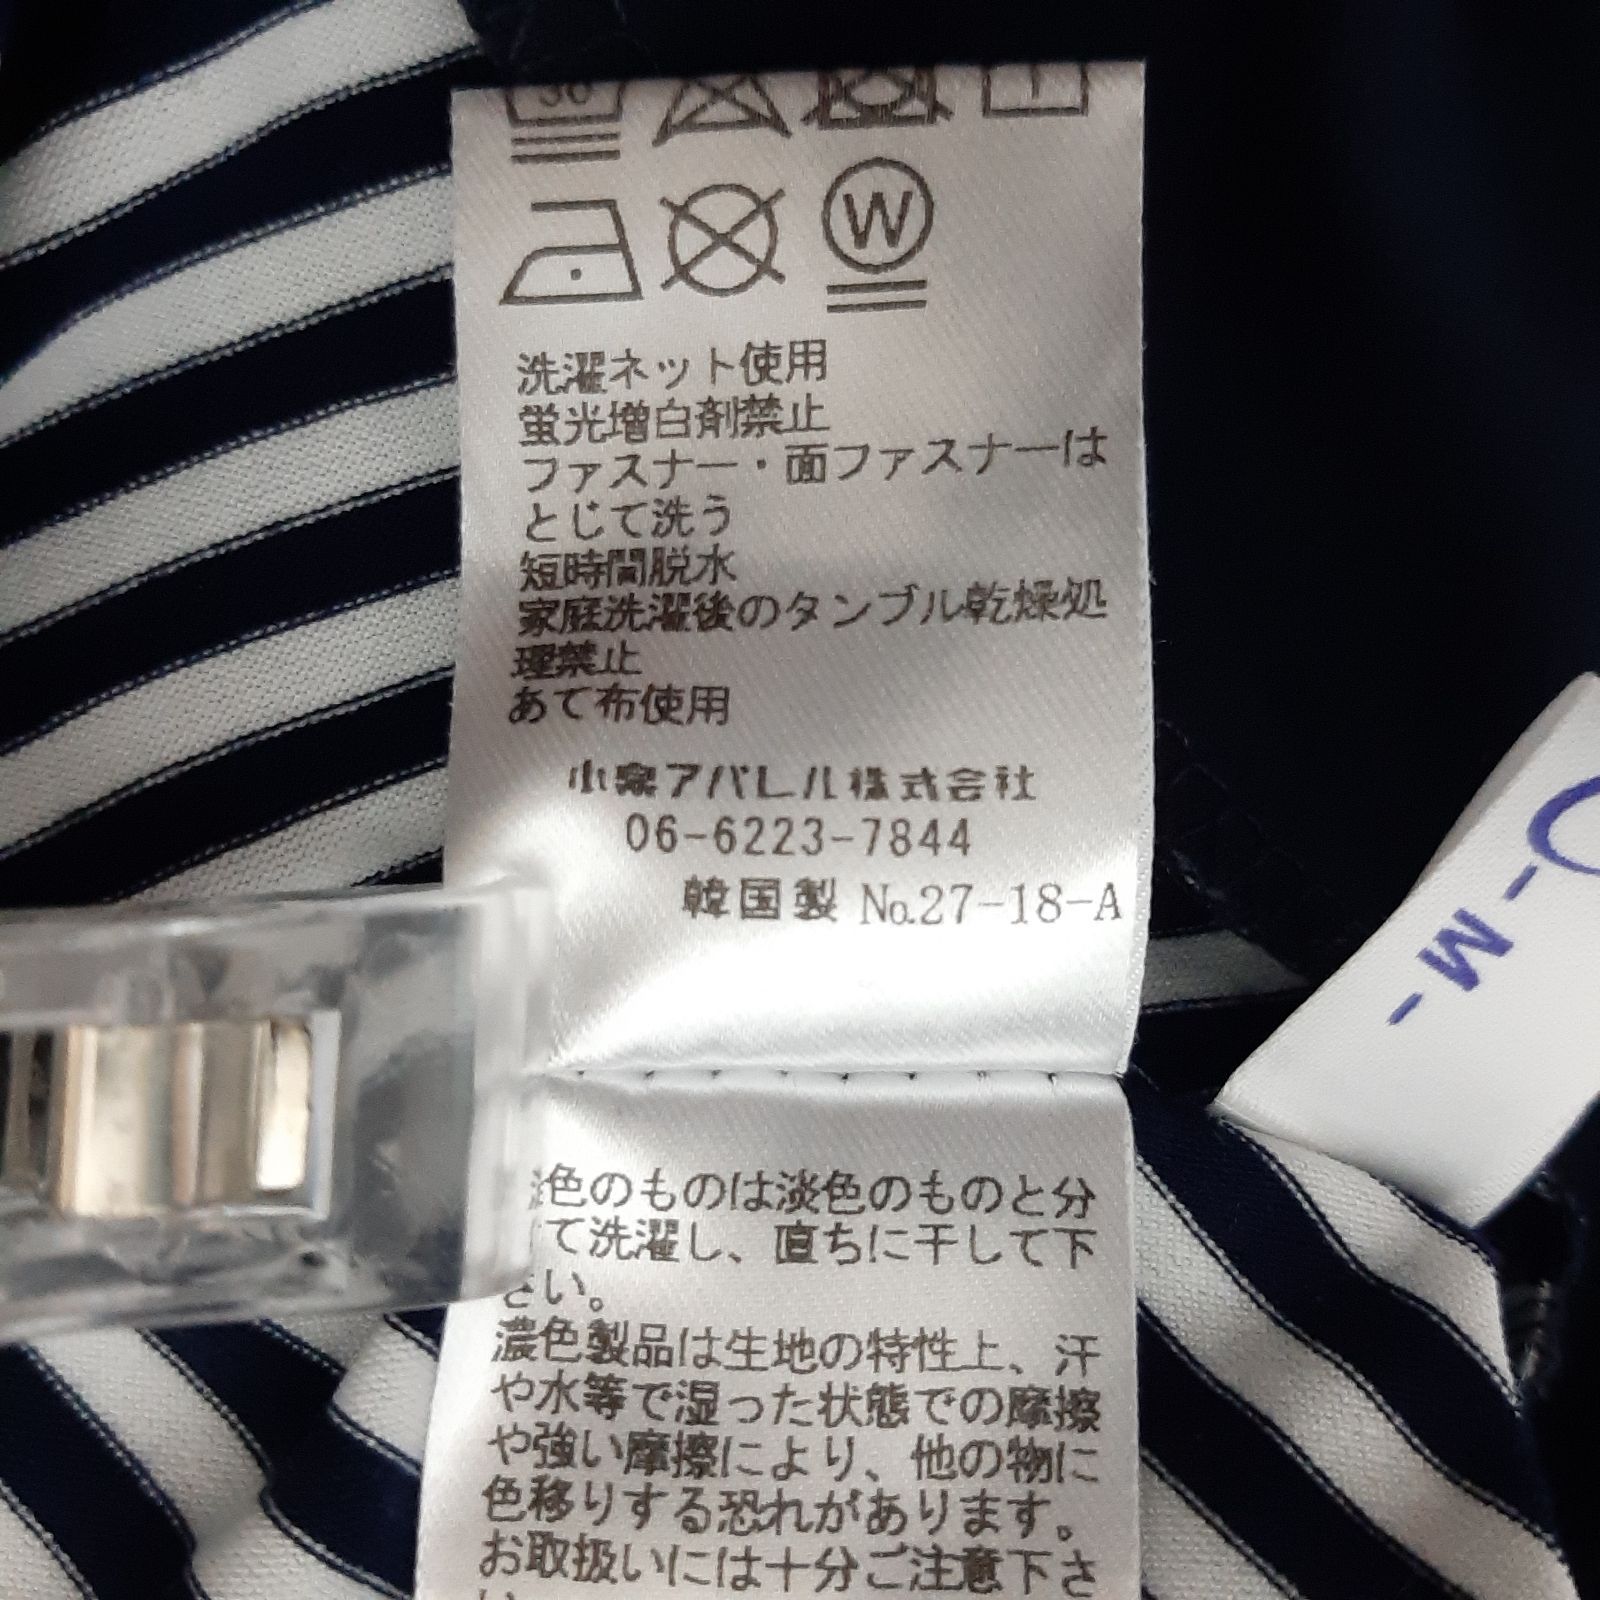 30
W
洗濯ネット使用
蛍光増白剤禁止
ファスナー・面ファスナーは
とじて洗う
短時間脱水
家庭洗濯後のタンブル乾燥処
理禁止
あて布使用
小泉アパレル株式会社
06-6223-7844
韓国製 No.27-18-A
-M-
色のものは淡色のものと分
て洗濯し、直ちに干して下
さい。
濃色製品は生地の特性上、汗
や水等で湿った状態での摩擦
や強い摩擦により、他の物に
色移りする恐れがあります。
お取扱いには十分ご注意下さ